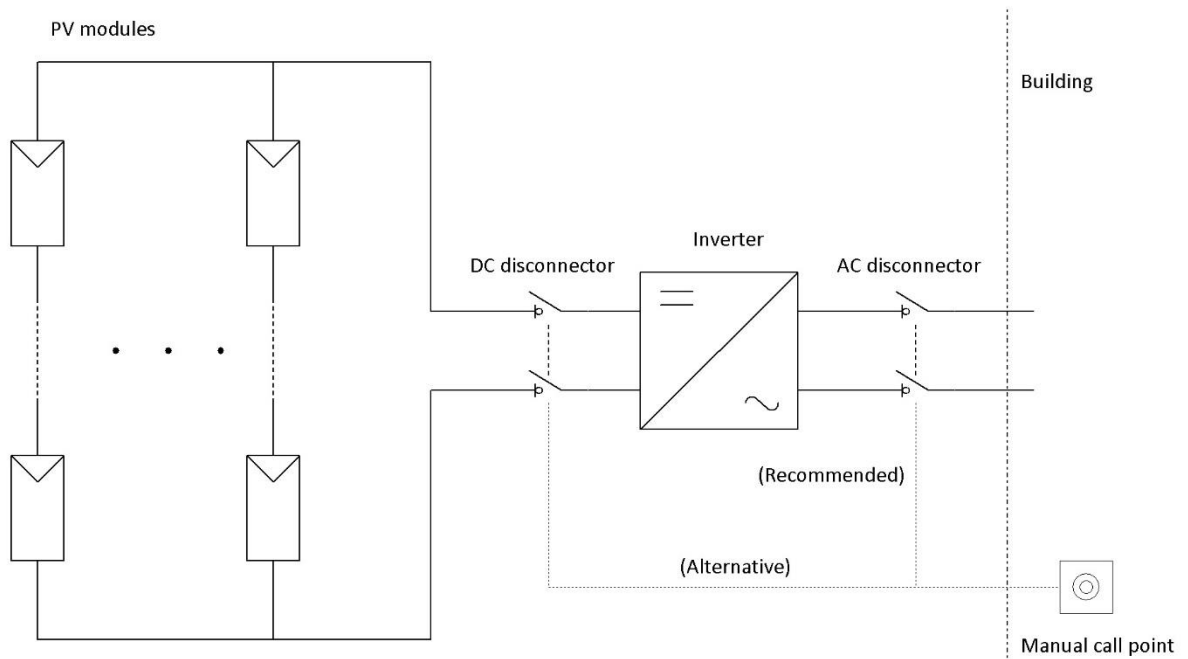 PV modules
Building
Inverter
DC disconnector
AC disconnector
(Recommended)
(Alternative)
Manual call point